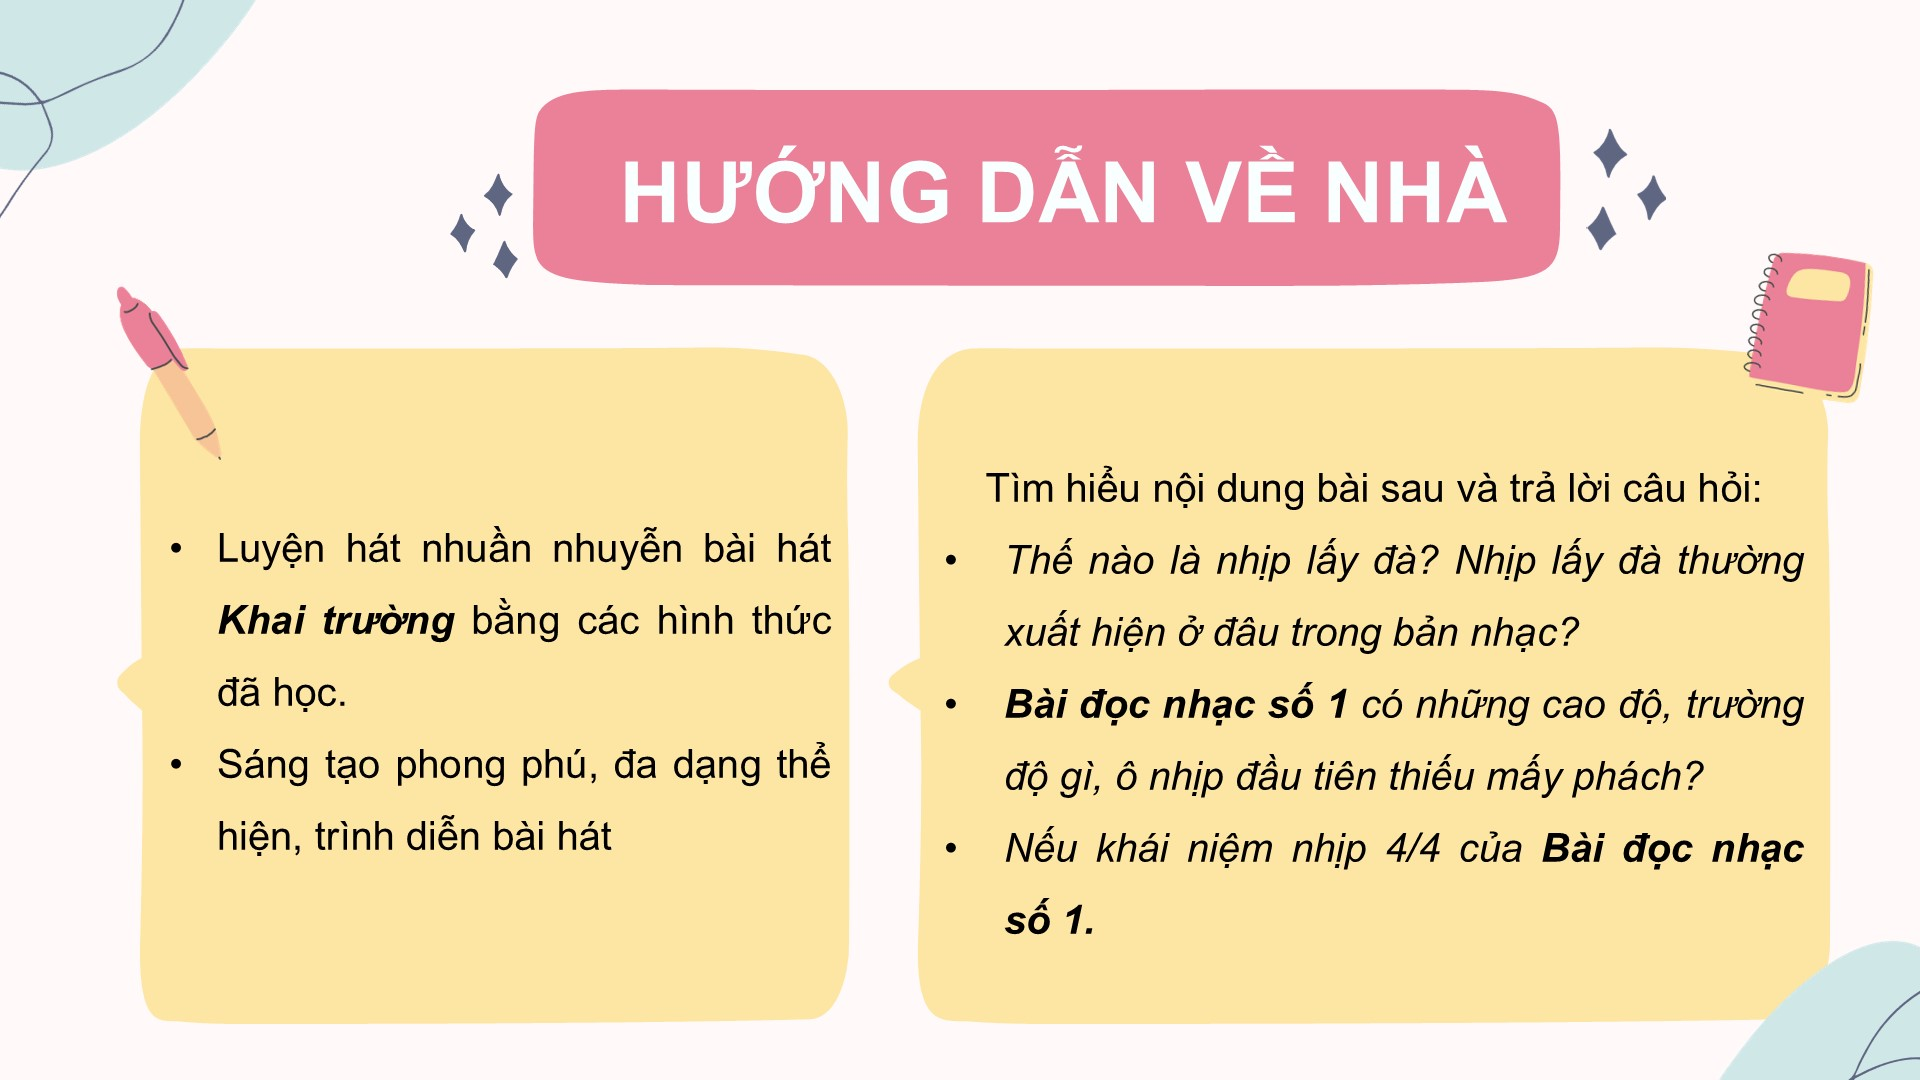 HƯỚNG DẪN VỀ NHÀ
• Luyện hát nhuần nhuyễn bài hát
Khai trường bằng các hình thức
đã học.
• Sáng tạo phong phú, đa dạng thể
hiện, trình diễn bài hát
Tìm hiểu nội dung bài sau và trả lời câu hỏi:
• Thế nào là nhịp lấy đà? Nhịp lấy đà thường
xuất hiện ở đâu trong bản nhạc?
• Bài đọc nhạc số 1 có những cao độ, trường
độ gì, ô nhịp đầu tiên thiếu mấy phách?
• Nếu khái niệm nhịp 4/4 của Bài đọc nhạc
số 1.